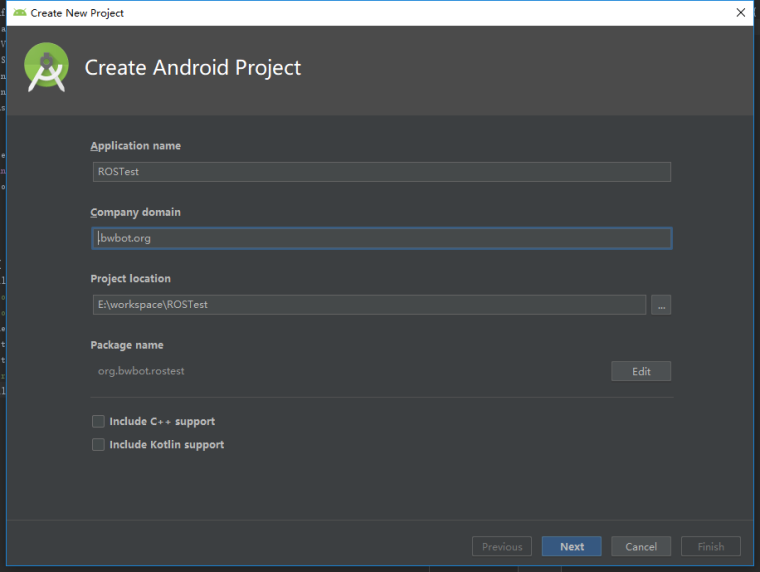 Create New Project
Create Android Project
Application name
ROSTest
Company domain
.bwbot.org
Project location
E:\workspace\ROSTest
...
Package name
org.bwbot.rostest
Edit
Include C++ support
Include Kotlin support
Previous
Next
Cancel
Finish